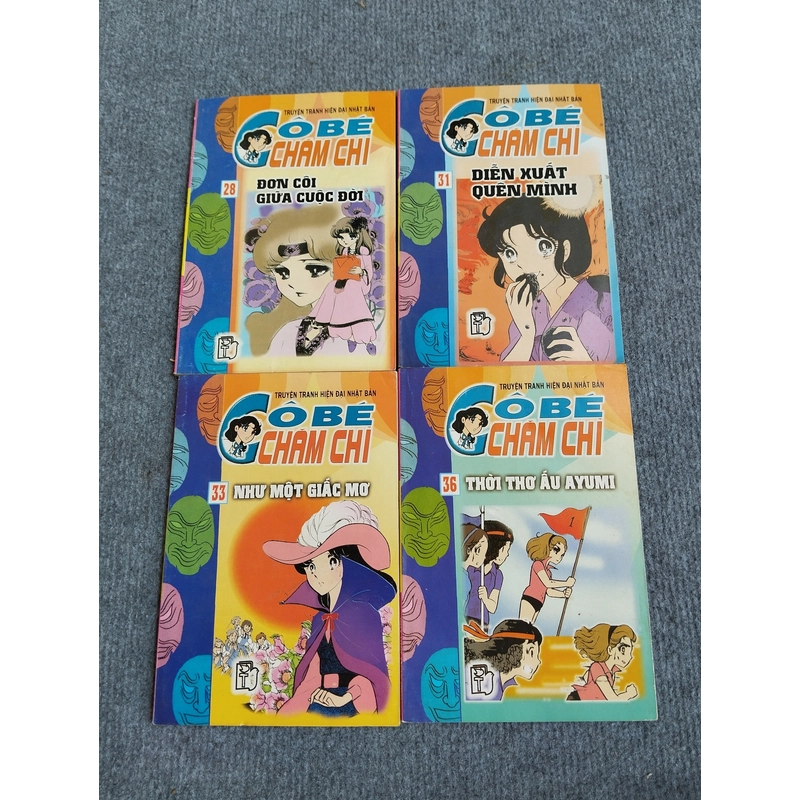 TRUYỆN TRANH HIỆN ĐẠI NHẬT BẢN
CÔ BÉ
CHĂM CHỈ
28
ĐƠN CÔI
GIỮA CUỘC ĐỜI
TRUYỆN TRANH HIỆN ĐẠI NHẬT BẢN
CÔ BÉ
CHĂM CHỈ
31
DIỄN XUẤT
QUÊN MÌNH
TRUYỆN TRANH HIỆN ĐẠI NHẬT BẢN
CÔ BÉ
CHĂM CHỈ
33 NHƯ MỘT GIẤC MƠ
TRUYỆN TRANH HIỆN ĐẠI NHẬT BẢN
CÔ BÉ
CHĂM CHỈ
36 THỜI THƠ ẤU AYUMI
1